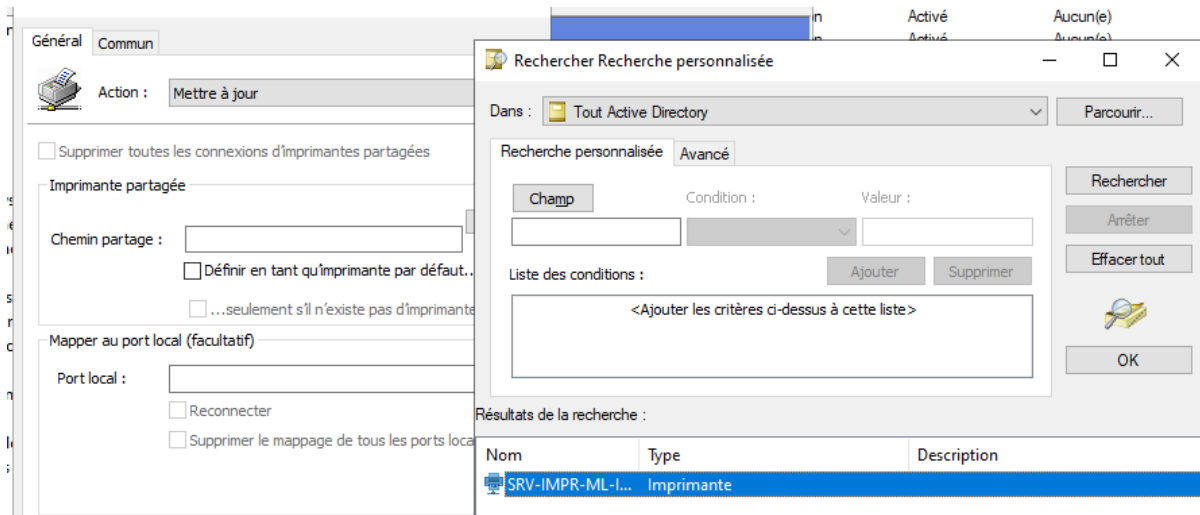 Activé Aucun(e)
Activé Aucun(e)
Général Commun
Action : Mettre à jour
Supprimer toutes les connexions d'imprimantes partagées
Imprimante partagée
Chemin partage :
Définir en tant qu'imprimante par défaut..
...seulement s'il n'existe pas d'imprimante
Mapper au port local (facultatif)
Port local :
Reconnecter
Supprimer le mappage de tous les ports loca
Rechercher Recherche personnalisée
Dans : Tout Active Directory Parcourir...
Recherche personnalisée Avancé
Rechercher
Champ Condition : Valeur :
Arrêter
Effacer tout
Liste des conditions : Ajouter Supprimer
<Ajouter les critères ci-dessus à cette liste>
OK
Résultats de la recherche :
Nom Type Description
SRV-IMPR-ML-I... Imprimante